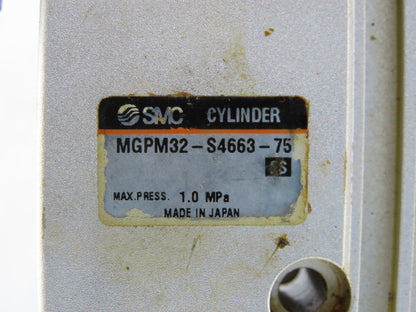 SMC CYLINDER
MGPM32-S4663-75
MAX.PRESS. 1.0 MPa
MADE IN JAPAN